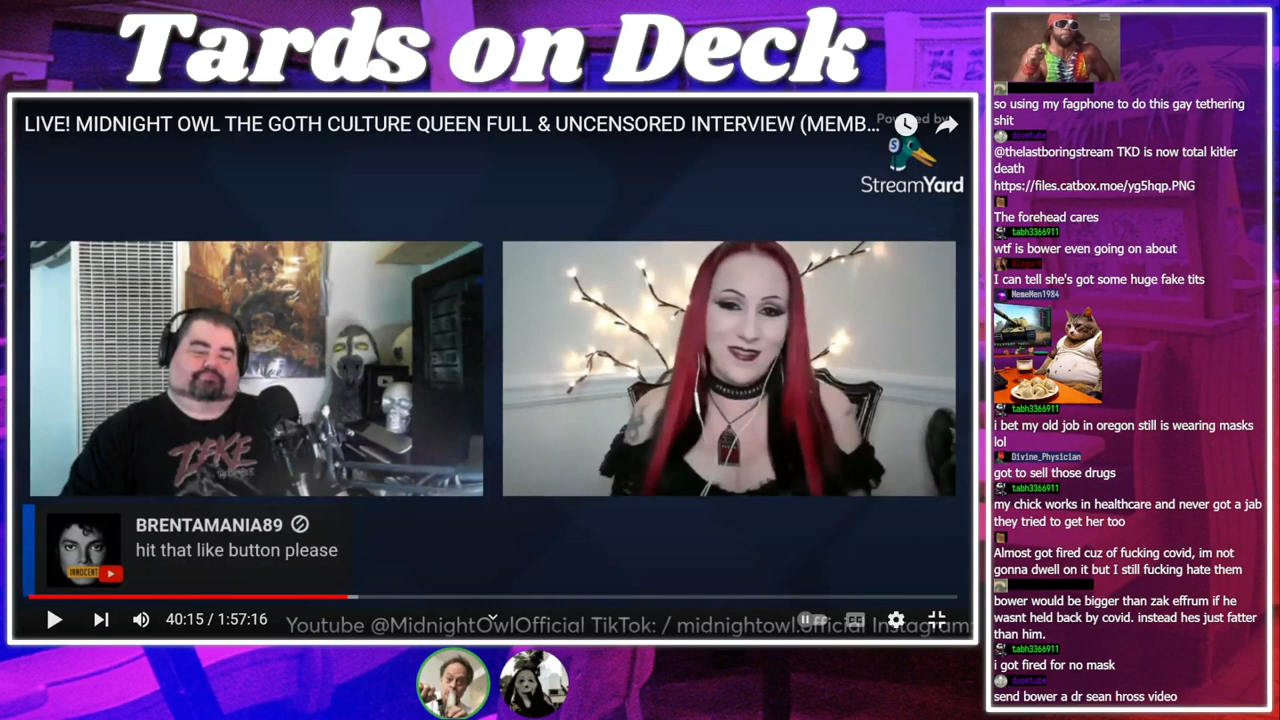 Tards on Deck
LIVE! MIDNIGHT OWL THE GOTH CULTURE QUEEN FULL & UNCENSORED INTERVIEW (MEMB...
Powered by
StreamYard
BRENTAMANIA89
hit that like button please
INNOCENT
40:15 / 1:57:16
Youtube @MidnightOwlOfficial TikTok: / midnightowl.official Instagram:
so using my fagphone to do this gay tethering
shit
doomtube
@thelastboringstream TKD is now total kitler
death
https://files.catbox.moe/yg5hqp.PNG
The forehead cares
tabh3366911
wtf is bower even going on about
I can tell she's got some huge fake tits
MemeMen1984
tabh3366911
i bet my old job in oregon still is wearing masks
lol
Divine_Physician
got to sell those drugs
tabh3366911
my chick works in healthcare and never got a jab
they tried to get her too
Almost got fired cuz of fucking covid, im not
gonna dwell on it but I still fucking hate them
bower would be bigger than zak effrum if he
wasnt held back by covid. instead hes just fatter
than him.
tabh3366911
i got fired for no mask
doomtube
send bower a dr sean hross video